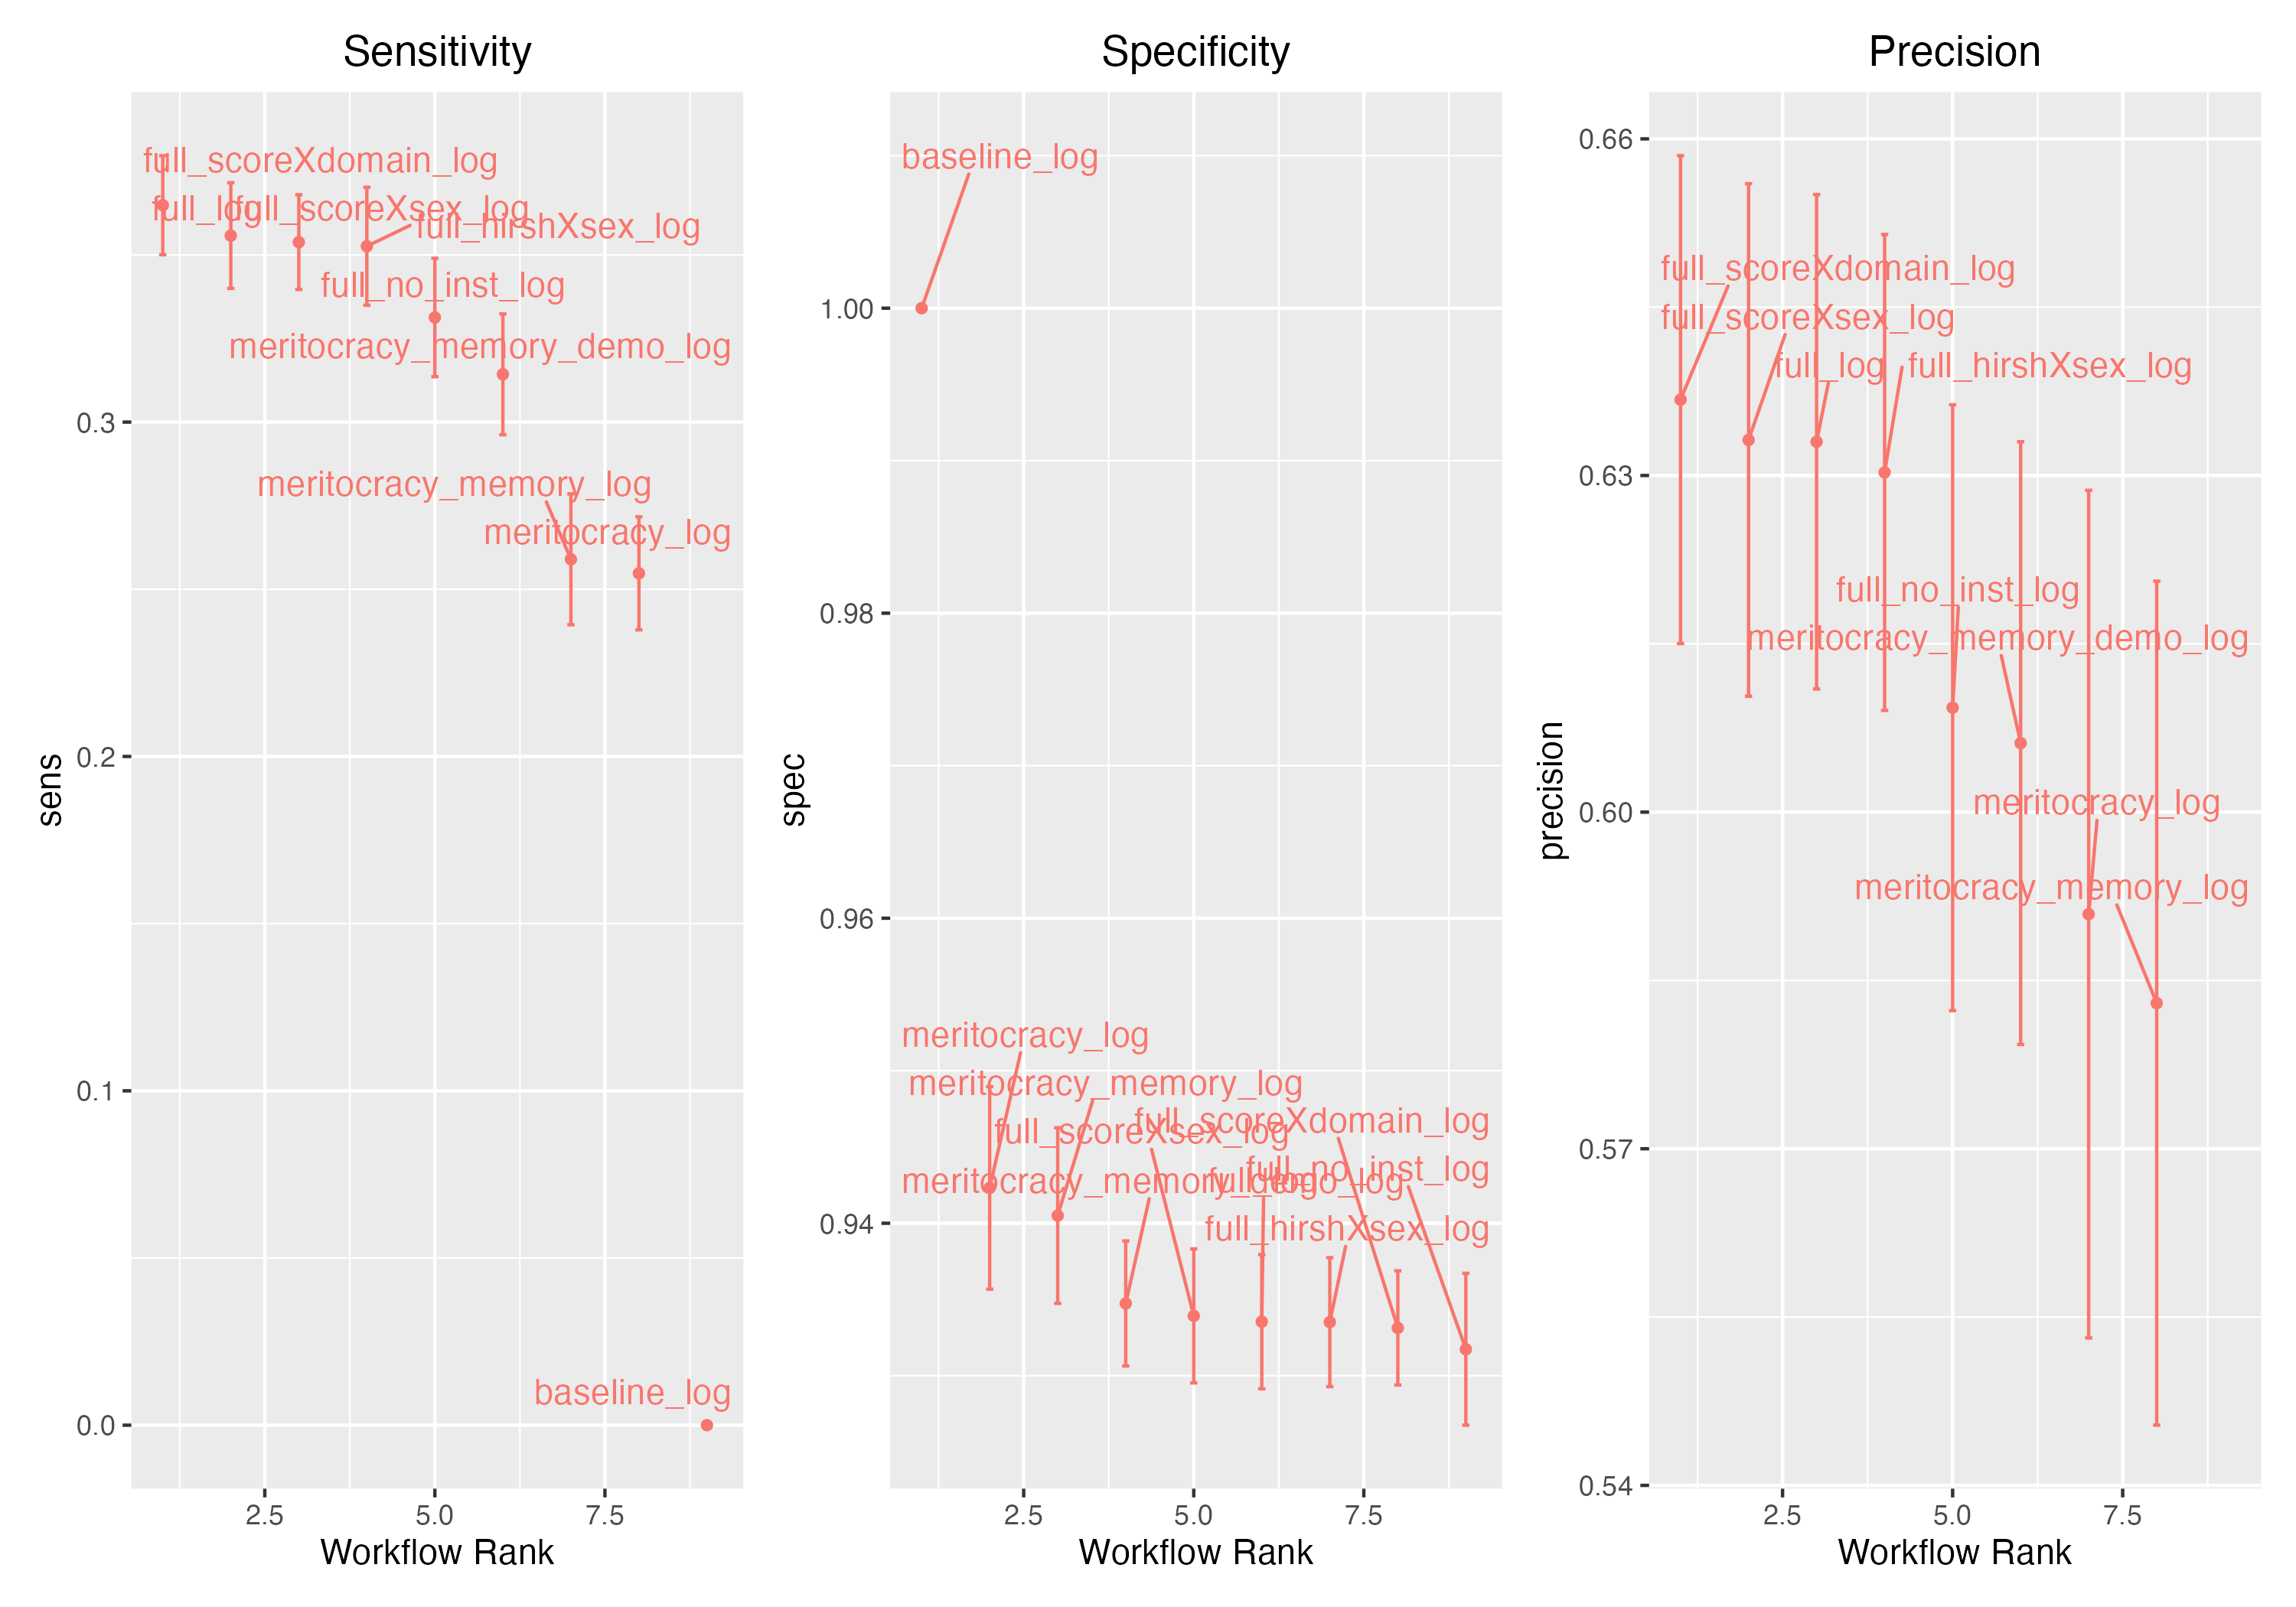 Sensitivity
full_scoreXdomain_log
full_log
full_scoreXsex_log
full_hirshXsex_log
full_no_inst_log
meritocracy_memory_demo_log
meritocracy_memory_log
meritocracy_log
baseline_log
0.3
0.2
0.1
0.0
sens
2.5
5.0
7.5
Workflow Rank
Specificity
baseline_log
meritocracy_log
meritocracy_memory_log
full_scoreXdomain_log
full_scoreXsex_log
full_no_inst_log
meritocracy_memory_demo_log
full_log
full_hirshXsex_log
1.00
0.98
0.96
0.94
spec
2.5
5.0
7.5
Workflow Rank
Precision
full_scoreXdomain_log
full_scoreXsex_log
full_log
full_hirshXsex_log
full_no_inst_log
meritocracy_memory_demo_log
meritocracy_log
meritocracy_memory_log
0.66
0.63
0.60
0.57
0.54
precision
2.5
5.0
7.5
Workflow Rank